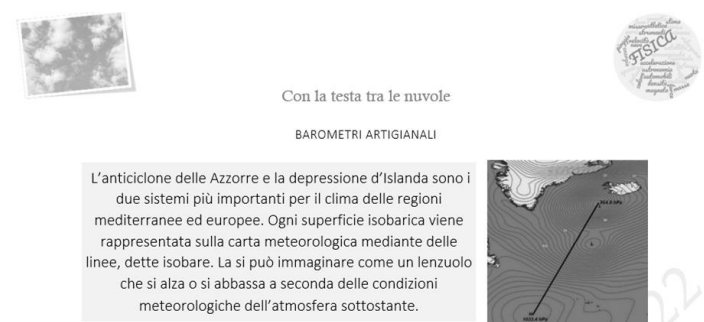 Con la testa tra le nuvole
FISICA
BAROMETRI ARTIGIANALI
L'anticiclone delle Azzorre e la depressione d'Islanda sono i
due sistemi più importanti per il clima delle regioni
mediterranee ed europee. Ogni superficie isobarica viene
rappresentata sulla carta meteorologica mediante delle
linee, dette isobare. La si può immaginare come un lenzuolo
che si alza o si abbassa a seconda delle condizioni
meteorologiche dell'atmosfera sottostante.
22